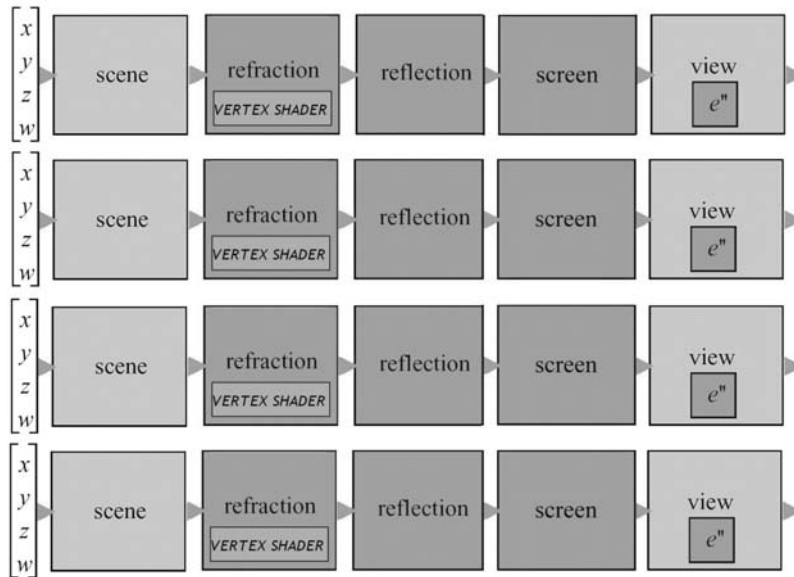 x
y
z
w
scene
refraction
VERTEX SHADER
reflection
screen
view
e"
x
y
z
w
scene
refraction
VERTEX SHADER
reflection
screen
view
e"
x
y
z
w
scene
refraction
VERTEX SHADER
reflection
screen
view
e"
x
y
z
w
scene
refraction
VERTEX SHADER
reflection
screen
view
e"